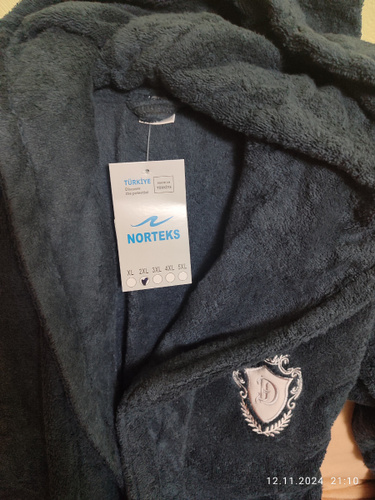 TÜRKİYE
NORTEKS
XL 2XL 3XL 4XL 5XL
D
12.11.2024 21:10